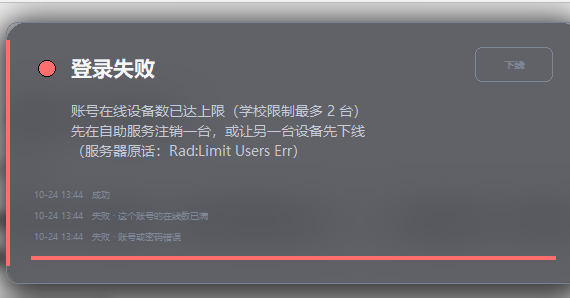 登录失败
下线
账号在线设备数已达上限（学校限制最多 2 台）
先在自助服务注销一台，或让另一台设备先下线
（服务器原话：Rad:Limit Users Err）
10-24 13:44 成功
10-24 13:44 失败 · 这个账号的在线数已满
10-24 13:44 失败 · 账号或密码错误